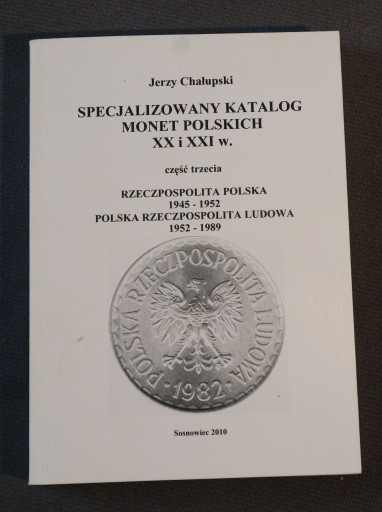 Jerzy Chałupski
SPECJALIZOWANY KATALOG
MONET POLSKICH
XX i XXI w.
część trzecia
RZECZPOSPOLITA POLSKA
1945 - 1952
POLSKA RZECZPOSPOLITA LUDOWA
1952 - 1989
POLSKA RZECZPOSPOLITA LUDOWA
·1982·
Sosnowiec 2010